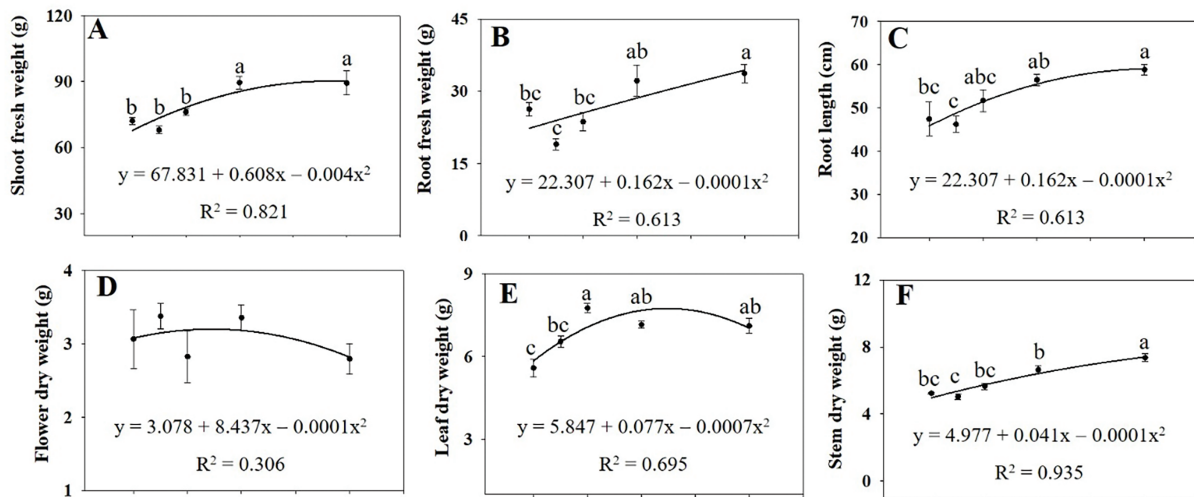 A
Shoot fresh weight (g)
120
90
60
30
b b b a a
y = 67.831 + 0.608x – 0.004x²
R² = 0.821
B
Root fresh weight (g)
45
30
15
0
bc c bc ab a
y = 22.307 + 0.162x – 0.0001x²
R² = 0.613
C
Root length (cm)
70
60
50
40
30
20
bc c abc ab a
y = 22.307 + 0.162x – 0.0001x²
R² = 0.613
D
Flower dry weight (g)
4
3
2
1
y = 3.078 + 8.437x – 0.0001x²
R² = 0.306
E
Leaf dry weight (g)
9
6
3
c bc a ab ab
y = 5.847 + 0.077x – 0.0007x²
R² = 0.695
F
Stem dry weight (g)
12
8
4
0
bc c bc b a
y = 4.977 + 0.041x – 0.0001x²
R² = 0.935